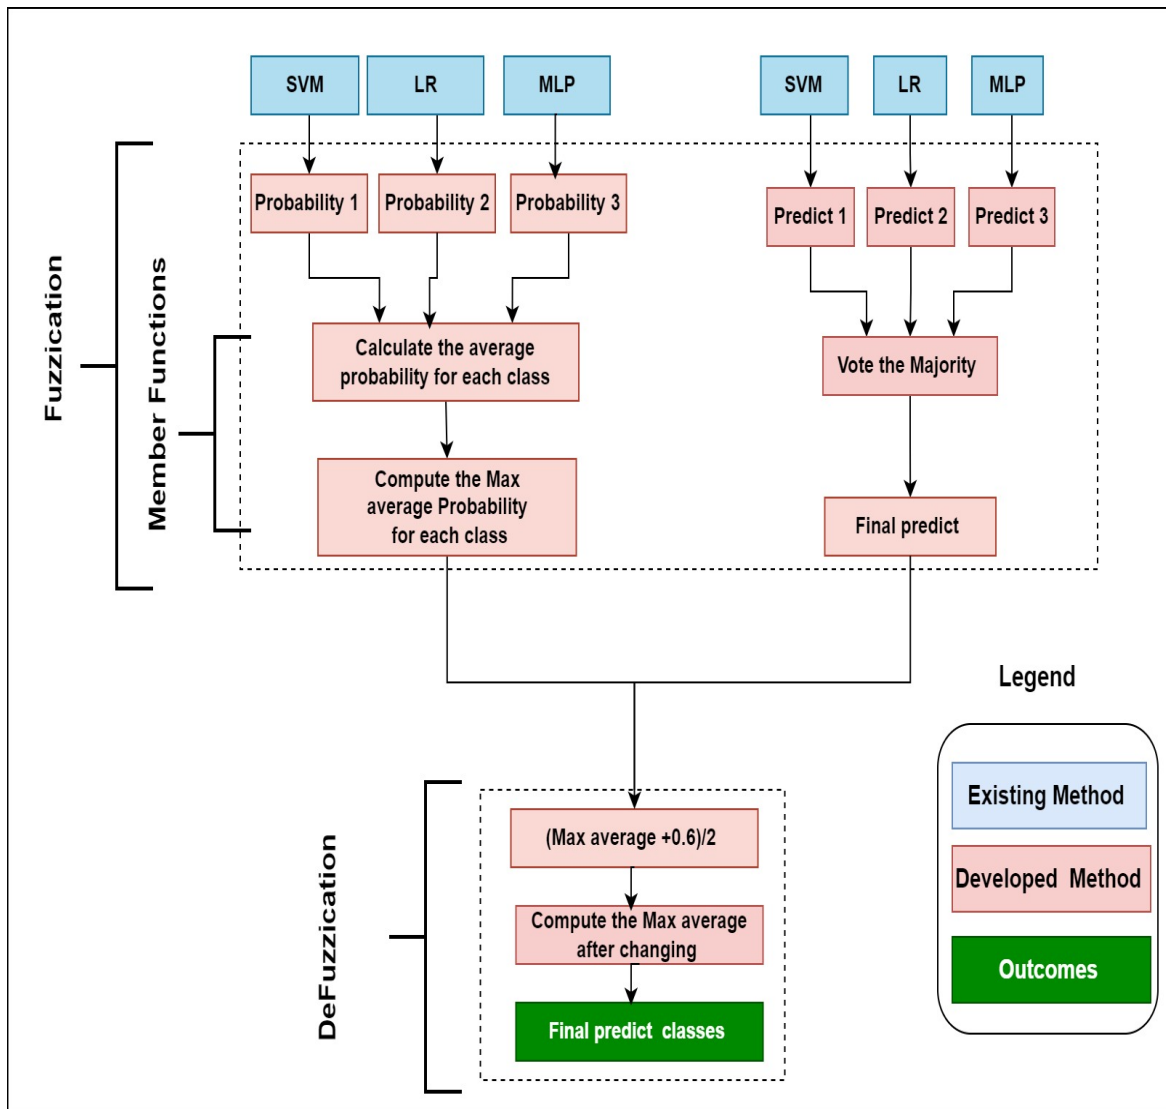 SVM
LR
MLP
SVM
LR
MLP
Fuzzication
Member Functions
Probability 1
Probability 2
Probability 3
Predict 1
Predict 2
Predict 3
Calculate the average
probability for each class
Vote the Majority
Compute the Max
average Probability
for each class
Final predict
DeFuzzication
(Max average +0.6)/2
Compute the Max average
after changing
Final predict classes
Legend
Existing Method
Developed Method
Outcomes